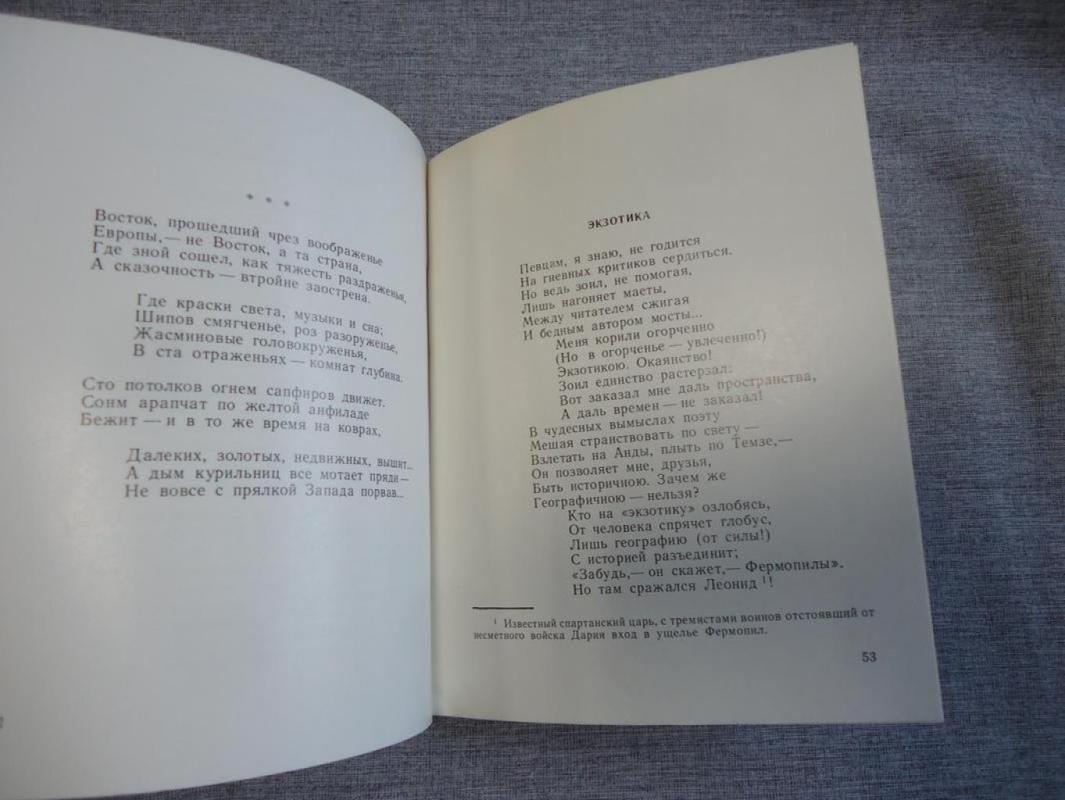 * * *
Восток, прошедший чрез воображенье
Европы,— не Восток, а та страна,
Где зной сошел, как тяжесть раздраженья,
А сказочность — втройне заострена.
Где краски света, музыки и сна;
Шипов смягченье, роз разоруженье,
Жасминовые головокруженья,
В ста отраженьях — комнат глубина.
Сто потолков огнем сапфиров движет.
Сонм арапчат по желтой анфиладе
Бежит — и в то же время на коврах,
Далеких, золотых, недвижных, вышит...
А дым курильниц все мотает пряди—
Не вовсе с прялкой Запада порвав...
ЭКЗОТИКА
Певцам, я знаю, не годится
На гневных критиков сердиться.
Но ведь зоил, не помогая,
Лишь нагоняет маеты,
Между читателем сжигая
И бедным автором мосты...
Меня корили огорченно
(Но в огорченье — увлеченно!)
Экзотикою. Окаянство!
Зоил единство растерзал:
Вот заказал мне даль пространства,
А даль времен — не заказал!
В чудесных вымыслах поэту
Мешая странствовать по свету —
Взлетать на Анды, плыть по Темзе,—
Он позволяет мне, друзья,
Быть историчною. Зачем же
Географичною — нельзя?
Кто на «экзотику» озлобясь,
От человека спрячет глобус,
Лишь географию (от силы!)
С историей разъединит;
«Забудь,— он скажет,— Фермопилы».
Но там сражался Леонид ¹!
¹ Известный спартанский царь, с тремистами воинов отстоявший от
несметного войска Дария вход в ущелье Фермопил.
53